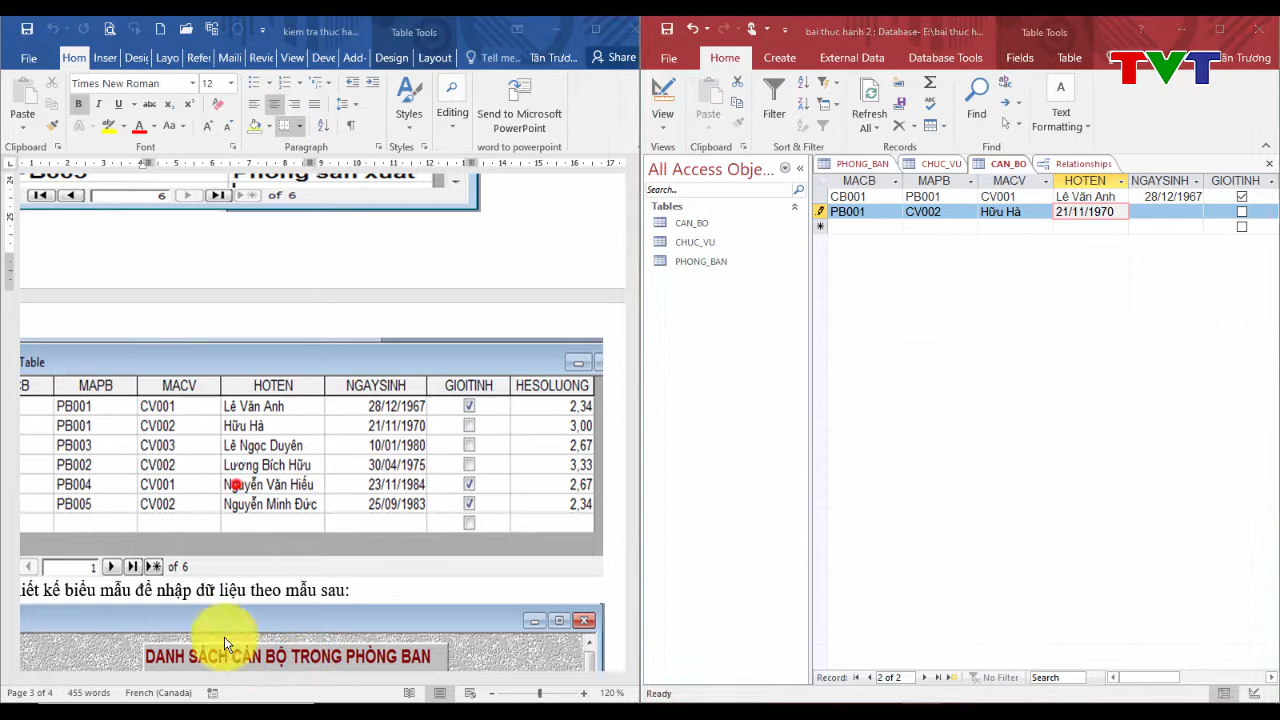 kiem tra thuc ha...
Table Tools
bai thuc hanh 2 : Database- E:\bai thuc h...
Table Tools
TVT
File
Hom
Inser
Desig
Layo
Refer
Maili
Revi
View
Deve
Add-
Design
Layout
Tell me...
Tân Trương...
Share
File
Home
Create
External Data
Database Tools
Fields
Table
Tân Trương
Paste
Times New Roman
12
Styles
Editing
Send to Microsoft
PowerPoint
Clipboard
Font
Paragraph
Styles
word to powerpoint
View
Paste
Filter
Refresh
All
Find
Text
Formatting
Views
Clipboard
Sort & Filter
Records
Find
All Access Obje...
Search...
Tables
CAN_BO
CHUC_VU
PHONG_BAN
PHONG_BAN
CHUC_VU
CAN_BO
Relationships
MACB MAPB MACV HOTEN NGAYSINH GIOITINH
CB001 PB001 CV001 Lê Văn Anh 28/12/1967
PB001 CV002 Hữu Hà 21/11/1970
6 of 6
Table
MAPB MACV HOTEN NGAYSINH GIOITINH HESOLUONG
PB001 CV001 Lê Văn Anh 28/12/1967 2,34
PB001 CV002 Hữu Hà 21/11/1970 3,00
PB003 CV003 Lê Ngọc Duyên 10/01/1980 2,67
PB002 CV002 Lương Bích Hữu 30/04/1975 3,33
PB004 CV001 Nguyễn Văn Hiếu 23/11/1984 2,67
PB005 CV002 Nguyễn Minh Đức 25/09/1983 2,34
1 of 6
iết kế biểu mẫu để nhập dữ liệu theo mẫu sau:
DANH SÁCH CÁN BỘ TRONG PHÒNG BAN
Record: 2 of 2 No Filter Search
Page 3 of 4 455 words French (Canada) 120 %
Ready